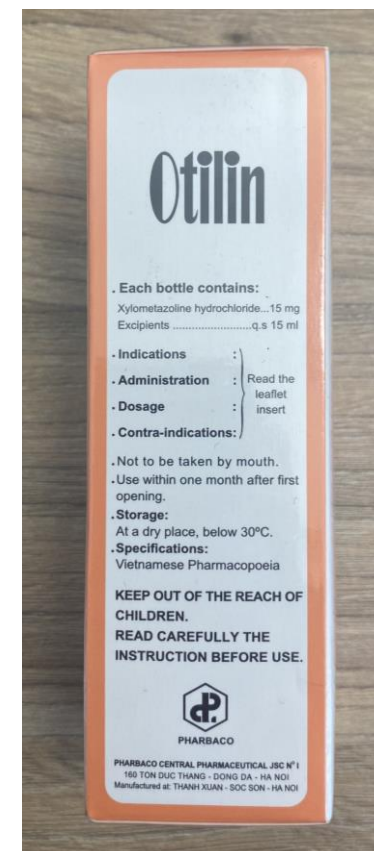 Otilin
. Each bottle contains:
Xylometazoline hydrochloride...15 mg
Excipients .........................q.s 15 ml
. Indications :
. Administration : Read the
leaflet
. Dosage : insert
. Contra-indications:
. Not to be taken by mouth.
. Use within one month after first
opening.
. Storage:
At a dry place, below 30ºC.
. Specifications:
Vietnamese Pharmacopoeia
KEEP OUT OF THE REACH OF
CHILDREN.
READ CAREFULLY THE
INSTRUCTION BEFORE USE.
PHARBACO
PHARBACO CENTRAL PHARMACEUTICAL JSC Nº I
160 TON DUC THANG - DONG DA - HA NOI
Manufactured at: THANH XUAN - SOC SON - HA NOI